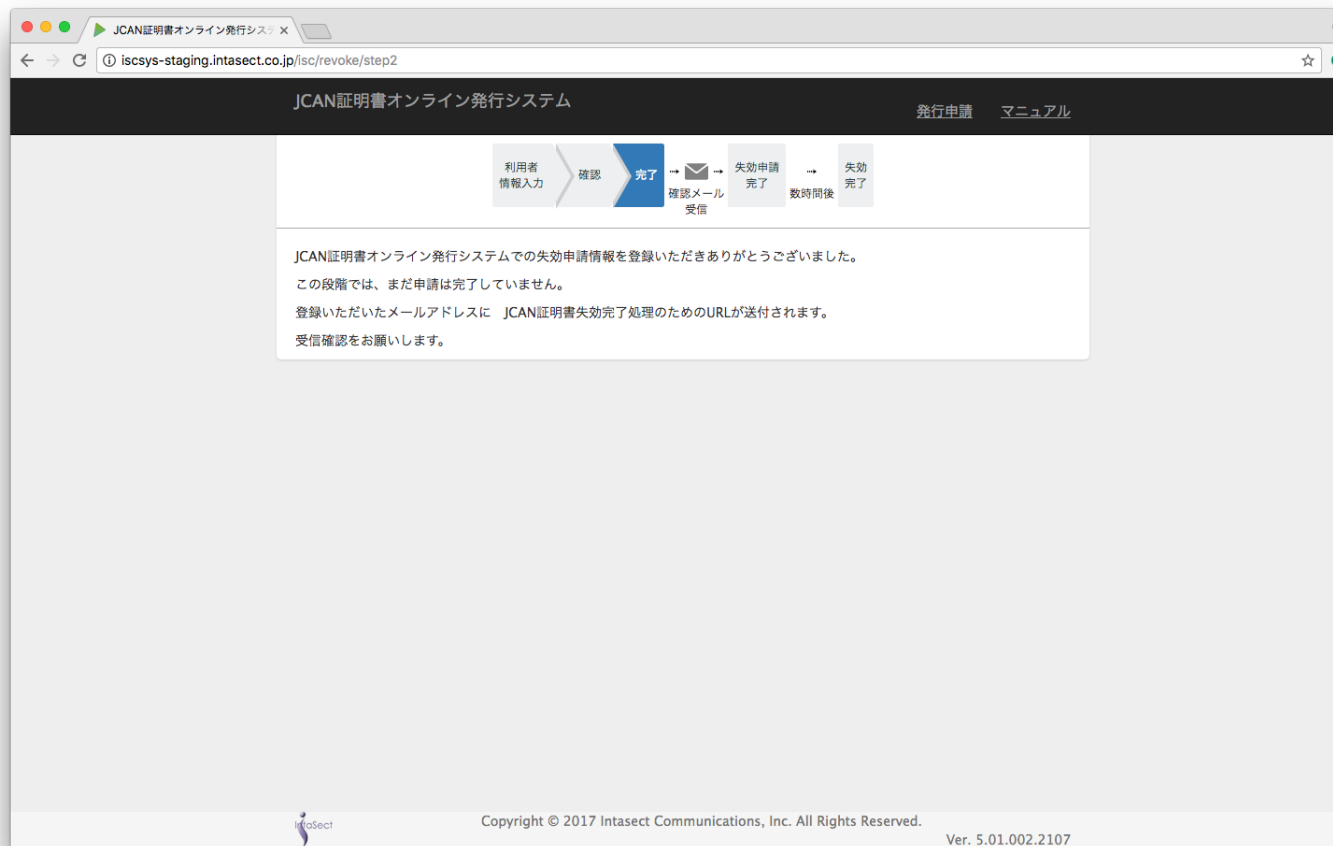 JCAN証明書オンライン発行システ
iscsys-staging.intasect.co.jp/isc/revoke/step2
JCAN証明書オンライン発行システム
発行申請 マニュアル
利用者
情報入力
確認
完了
確認メール
受信
失効申請
完了
数時間後
失効
完了
JCAN証明書オンライン発行システムでの失効申請情報を登録いただきありがとうございました。
この段階では、まだ申請は完了していません。
登録いただいたメールアドレスに　JCAN証明書失効完了処理のためのURLが送付されます。
受信確認をお願いします。
IntaSect
Copyright © 2017 Intasect Communications, Inc. All Rights Reserved.
Ver. 5.01.002.2107